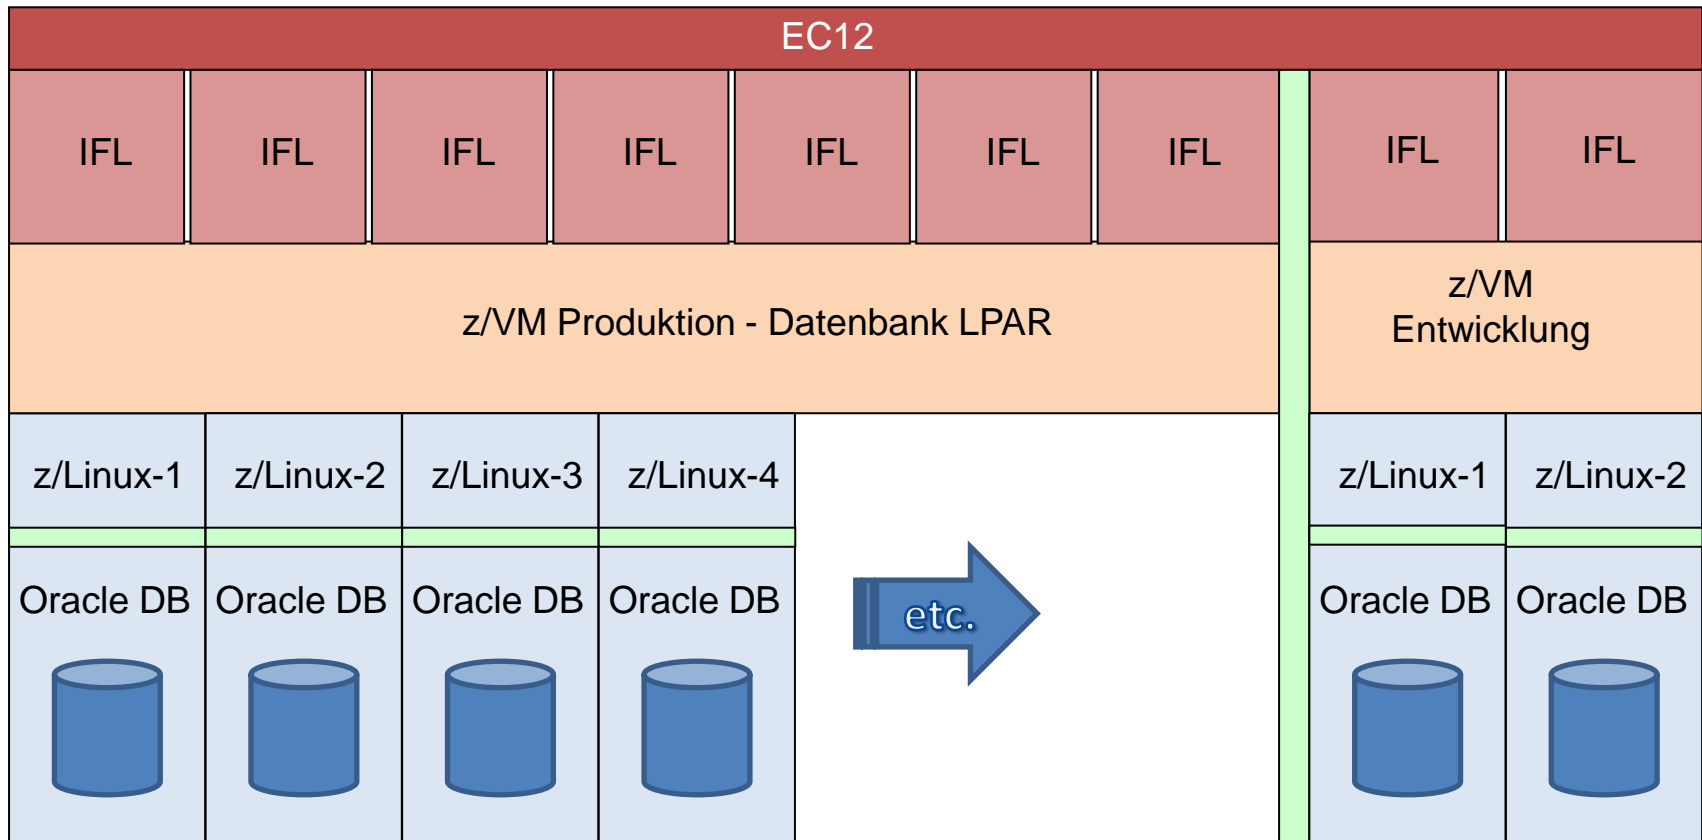 EC12
IFL
IFL
IFL
IFL
IFL
IFL
IFL
IFL
IFL
z/VM Produktion - Datenbank LPAR
z/VM
Entwicklung
z/Linux-1
z/Linux-2
z/Linux-3
z/Linux-4
z/Linux-1
z/Linux-2
Oracle DB
Oracle DB
Oracle DB
Oracle DB
etc.
Oracle DB
Oracle DB